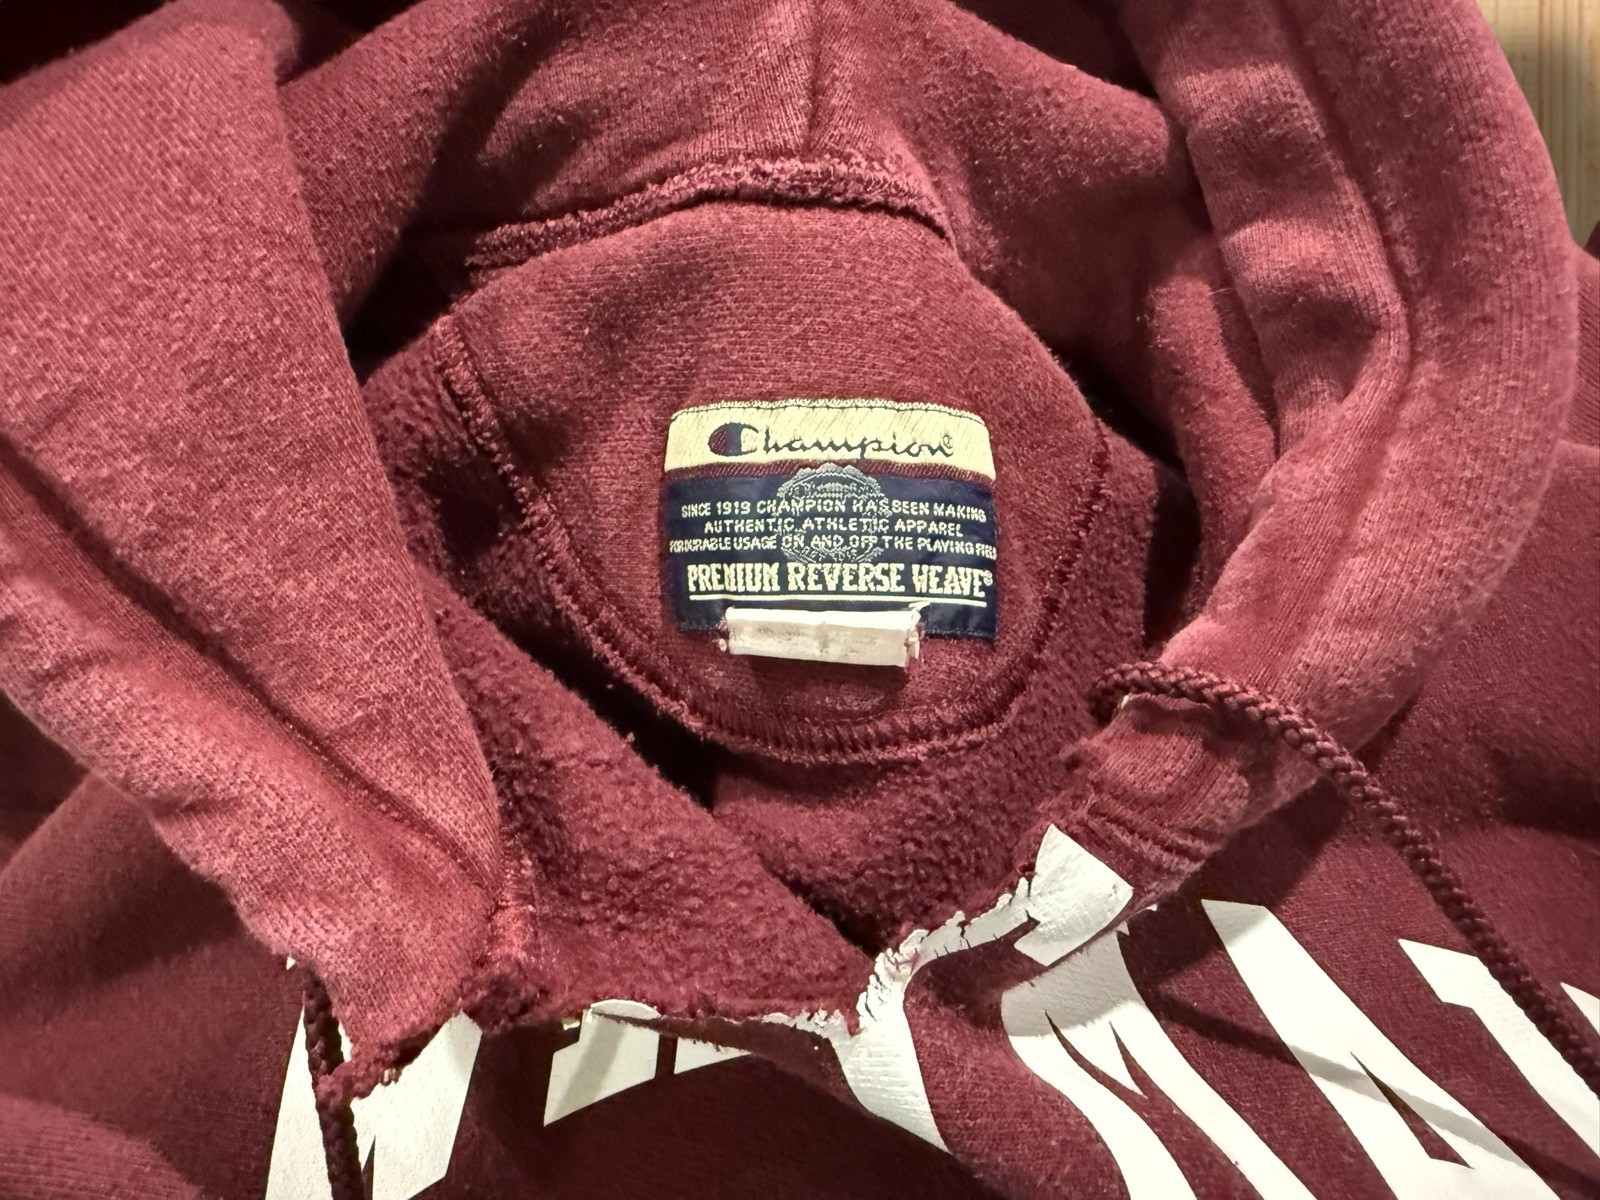 Champion®
SINCE 1919 CHAMPION HAS BEEN MAKING
AUTHENTIC ATHLETIC APPAREL
FOR DURABLE USAGE ON AND OFF THE PLAYING FIELD
PREMIUM REVERSE WEAVE®